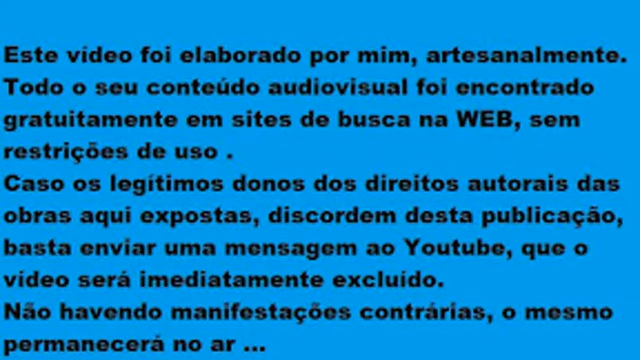 Este vídeo foi elaborado por mim, artesanalmente.
Todo o seu conteúdo audiovisual foi encontrado
gratuitamente em sites de busca na WEB, sem
restrições de uso .
Caso os legítimos donos dos direitos autorais das
obras aqui expostas, discordem desta publicação,
basta enviar uma mensagem ao Youtube, que o
vídeo será imediatamente excluído.
Não havendo manifestações contrárias, o mesmo
permanecerá no ar ...